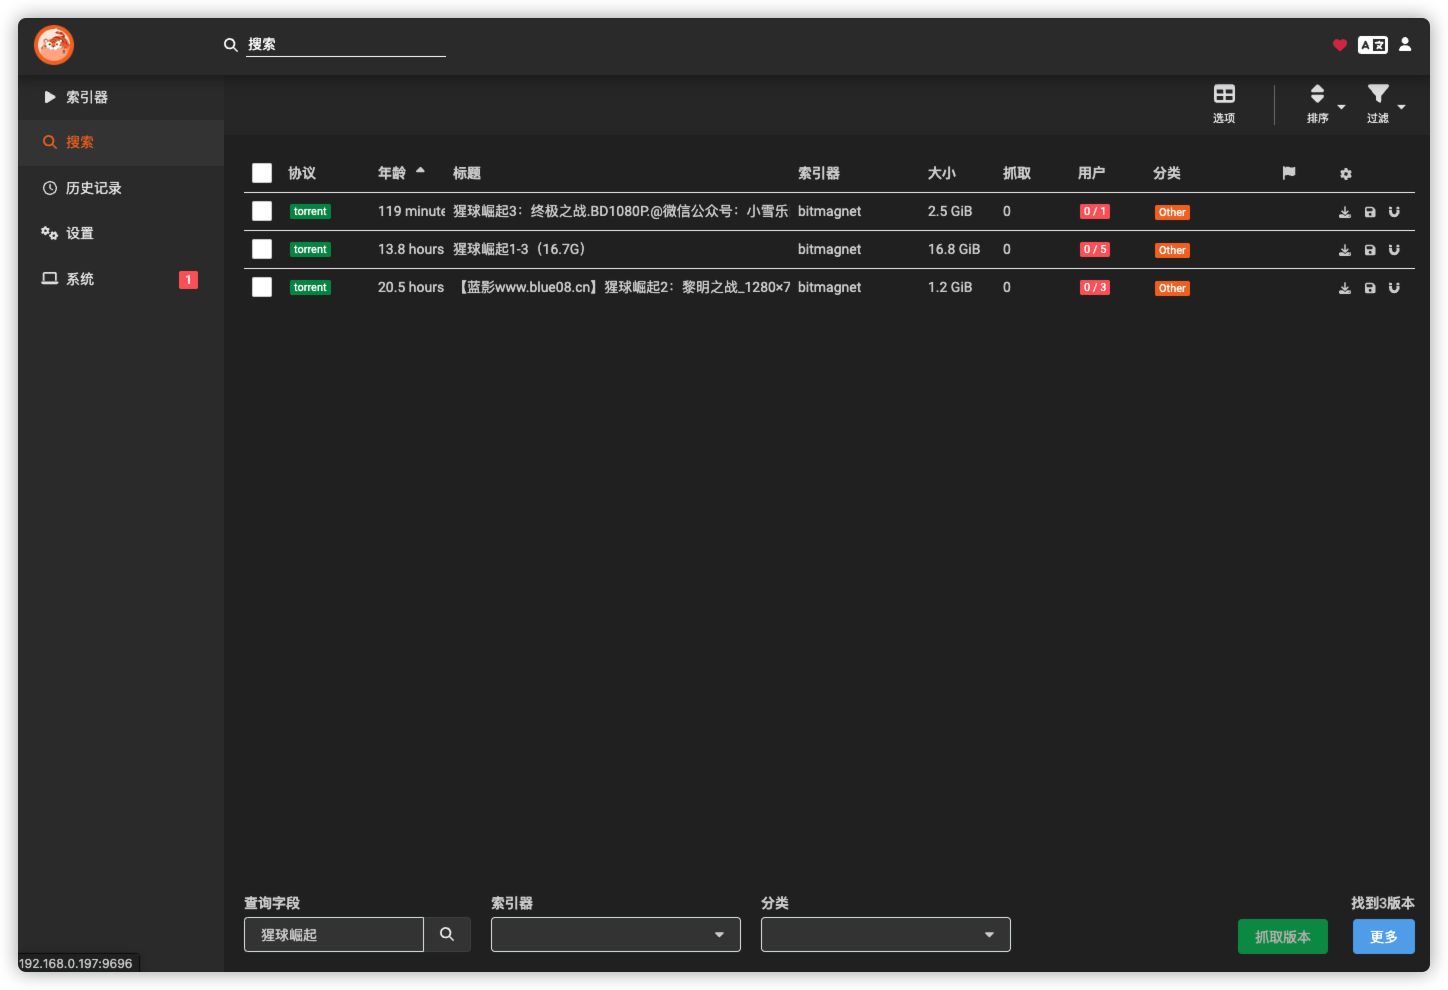 搜索
索引器
搜索
历史记录
设置
系统 1
选项 排序 过滤
协议 年龄 标题 索引器 大小 抓取 用户 分类
torrent 119 minute 猩球崛起3：终极之战.BD1080P.@微信公众号：小雪乐 bitmagnet 2.5 GiB 0 0 / 1 Other
torrent 13.8 hours 猩球崛起1-3（16.7G） bitmagnet 16.8 GiB 0 0 / 5 Other
torrent 20.5 hours 【蓝影www.blue08.cn】猩球崛起2：黎明之战_1280×7 bitmagnet 1.2 GiB 0 0 / 3 Other
查询字段 索引器 分类 找到3版本
猩球崛起 抓取版本 更多
192.168.0.197:9696